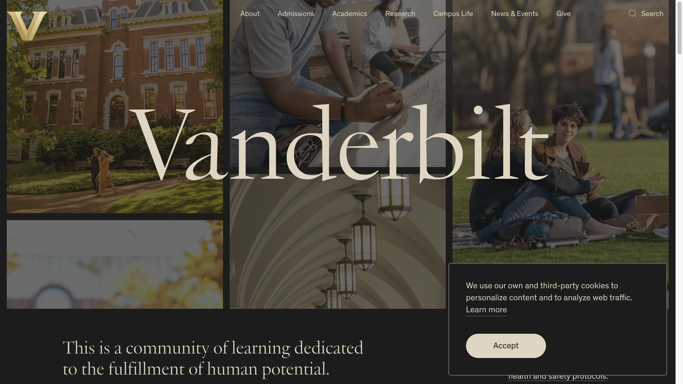 V
About Admissions Academics Research Campus Life News & Events Give Search
Vanderbilt
We use our own and third-party cookies to
personalize content and to analyze web traffic.
Learn more
Accept
This is a community of learning dedicated
to the fulfillment of human potential.
health and safety protocols.